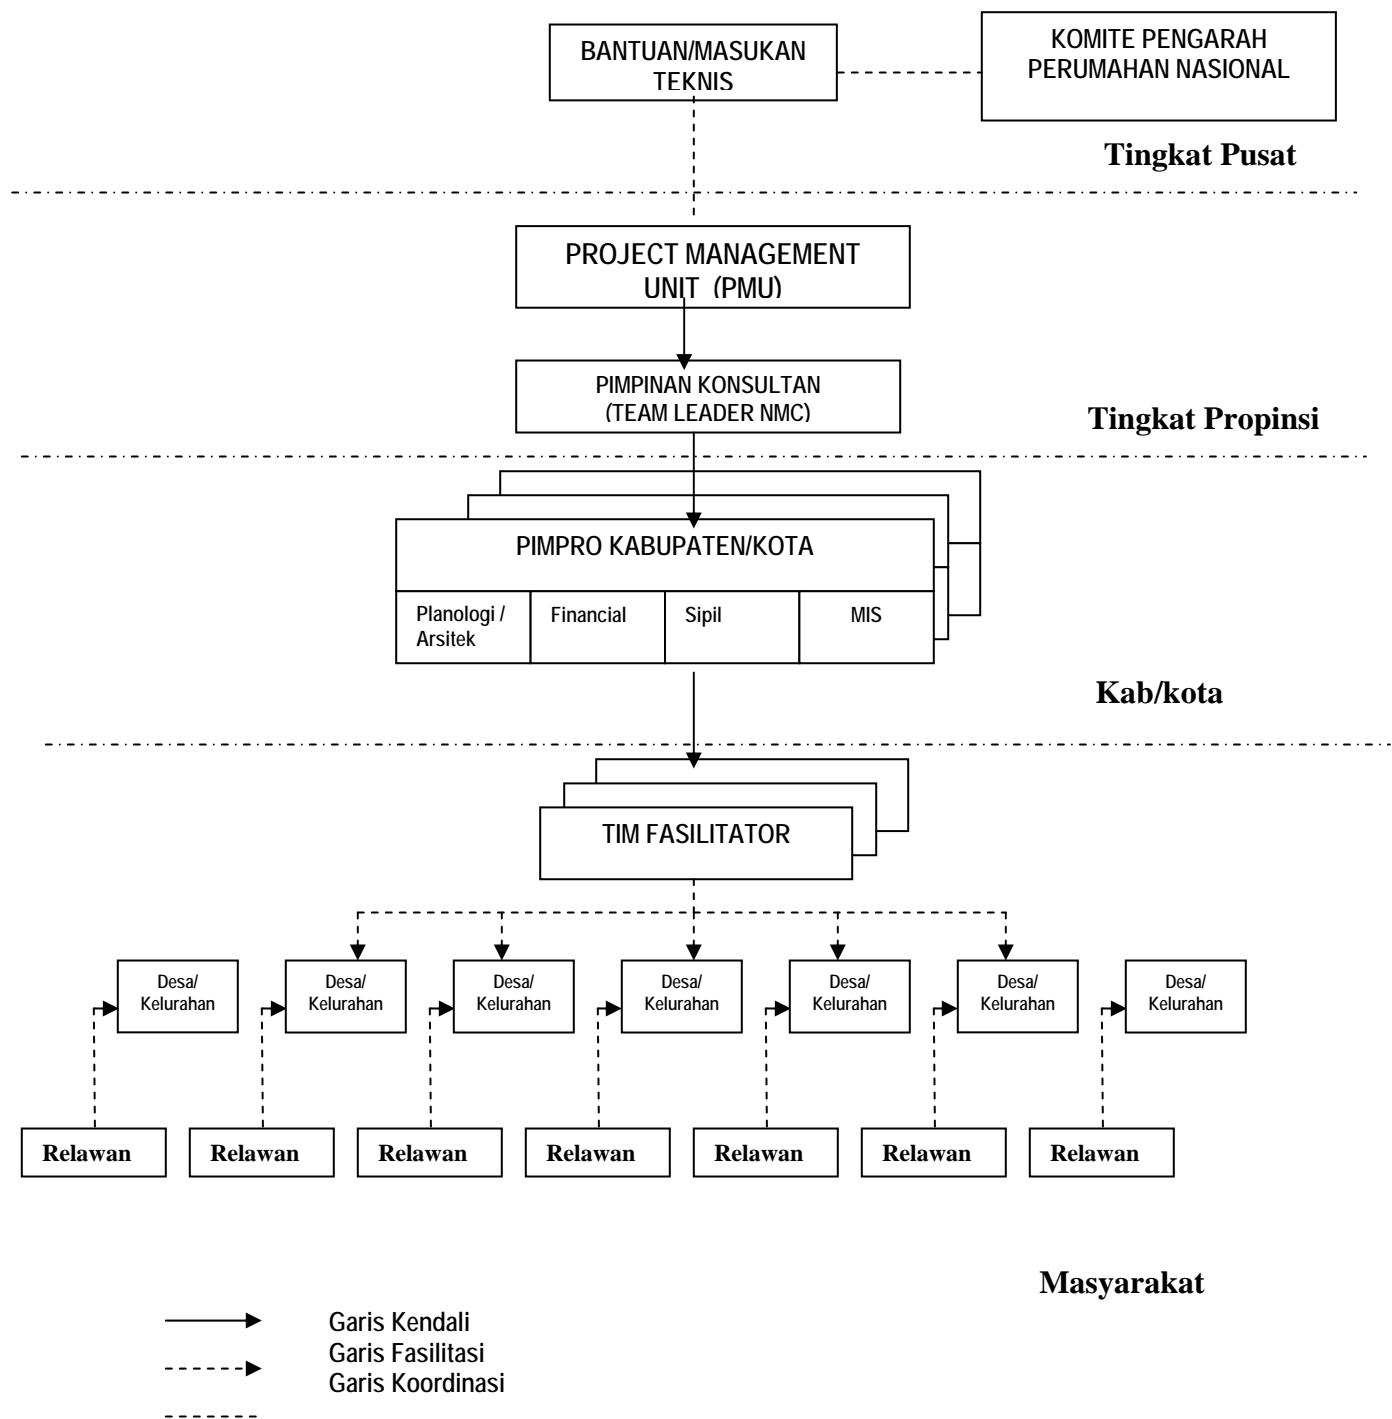 BANTUAN/MASUKAN
TEKNIS
KOMITE PENGARAH
PERUMAHAN NASIONAL
Tingkat Pusat
PROJECT MANAGEMENT
UNIT (PMU)
PIMPINAN KONSULTAN
(TEAM LEADER NMC)
Tingkat Propinsi
PIMPRO KABUPATEN/KOTA
Planologi /
Arsitek
Financial
Sipil
MIS
Kab/kota
TIM FASILITATOR
Desa/
Kelurahan
Desa/
Kelurahan
Desa/
Kelurahan
Desa/
Kelurahan
Desa/
Kelurahan
Desa/
Kelurahan
Desa/
Kelurahan
Relawan
Relawan
Relawan
Relawan
Relawan
Relawan
Relawan
Masyarakat
Garis Kendali
Garis Fasilitasi
Garis Koordinasi